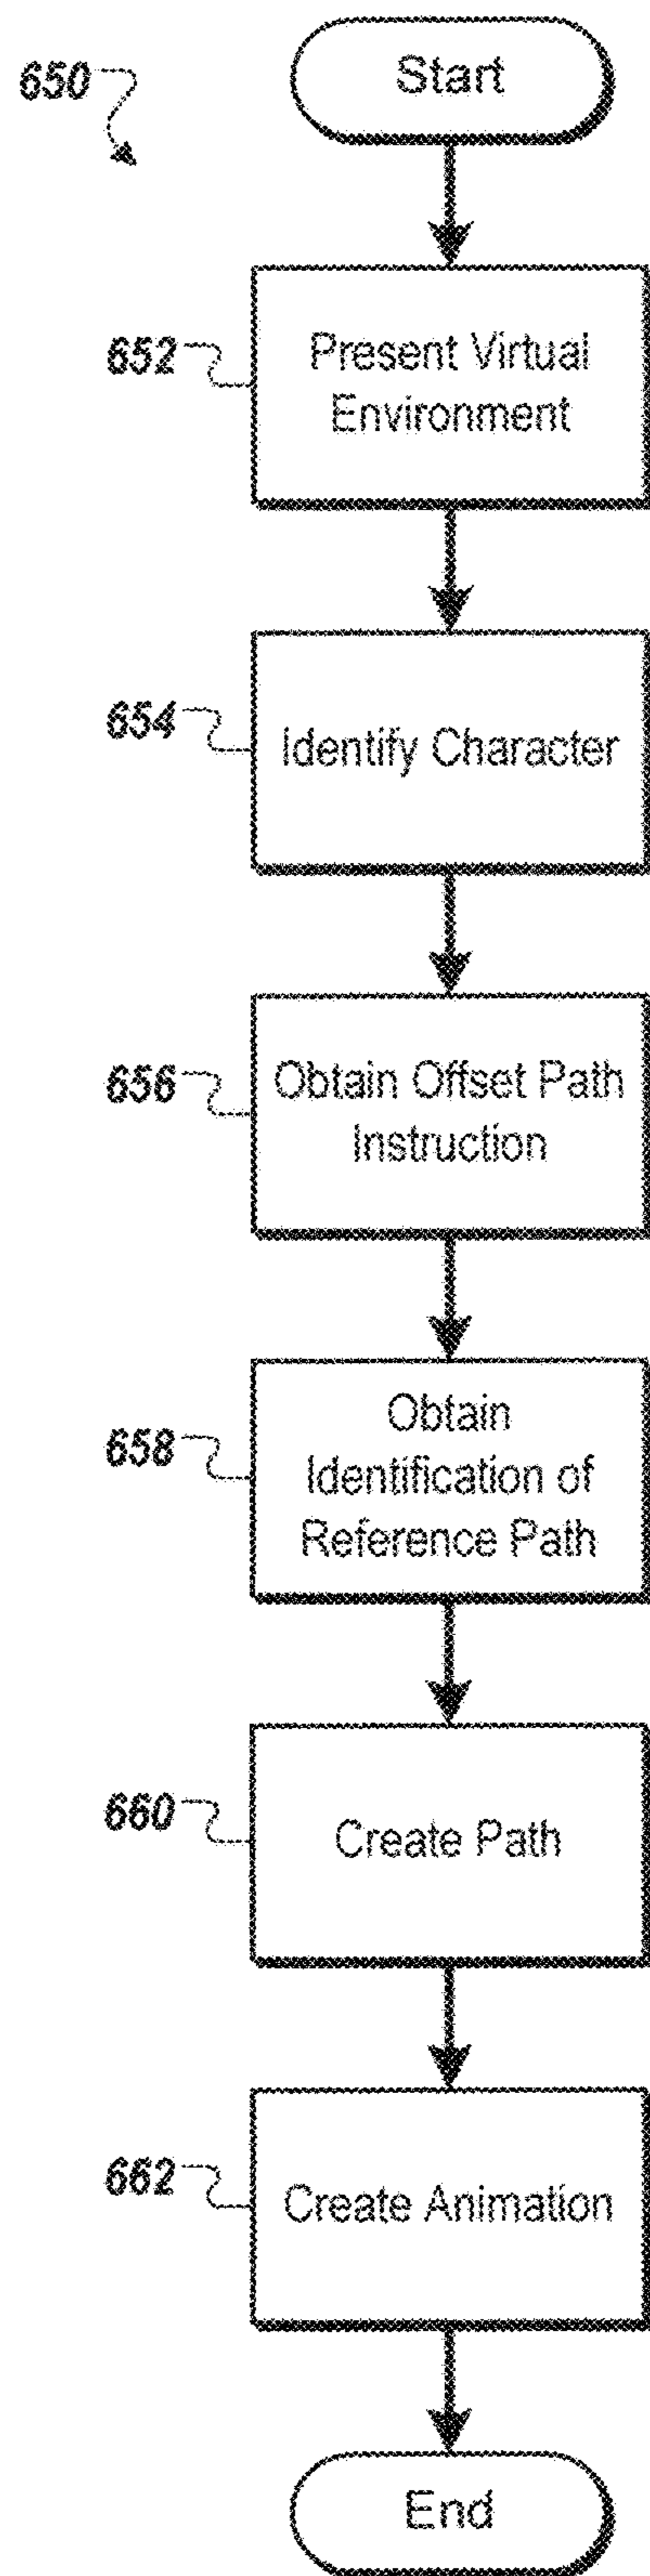 650
Start
652
Present Virtual
Environment
654
Identify Character
656
Obtain Offset Path
Instruction
658
Obtain
Identification of
Reference Path
660
Create Path
662
Create Animation
End